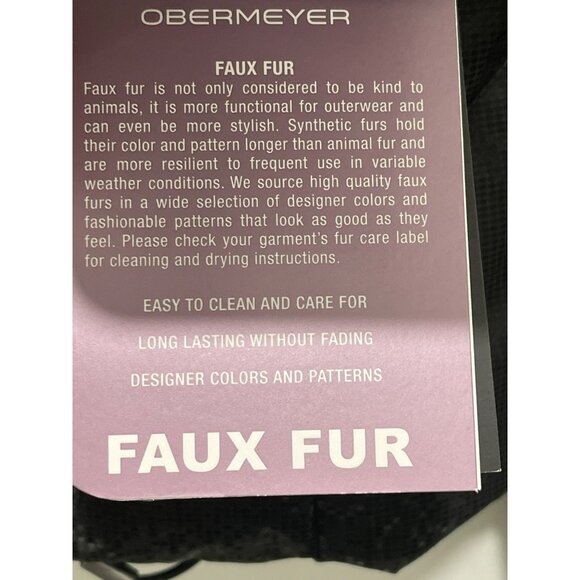 OBERMEYER
FAUX FUR
Faux fur is not only considered to be kind to
animals, it is more functional for outerwear and
can even be more stylish. Synthetic furs hold
their color and pattern longer than animal fur and
are more resilient to frequent use in variable
weather conditions. We source high quality faux
furs in a wide selection of designer colors and
fashionable patterns that look as good as they
feel. Please check your garment's fur care label
for cleaning and drying instructions.
EASY TO CLEAN AND CARE FOR
LONG LASTING WITHOUT FADING
DESIGNER COLORS AND PATTERNS
FAUX FUR